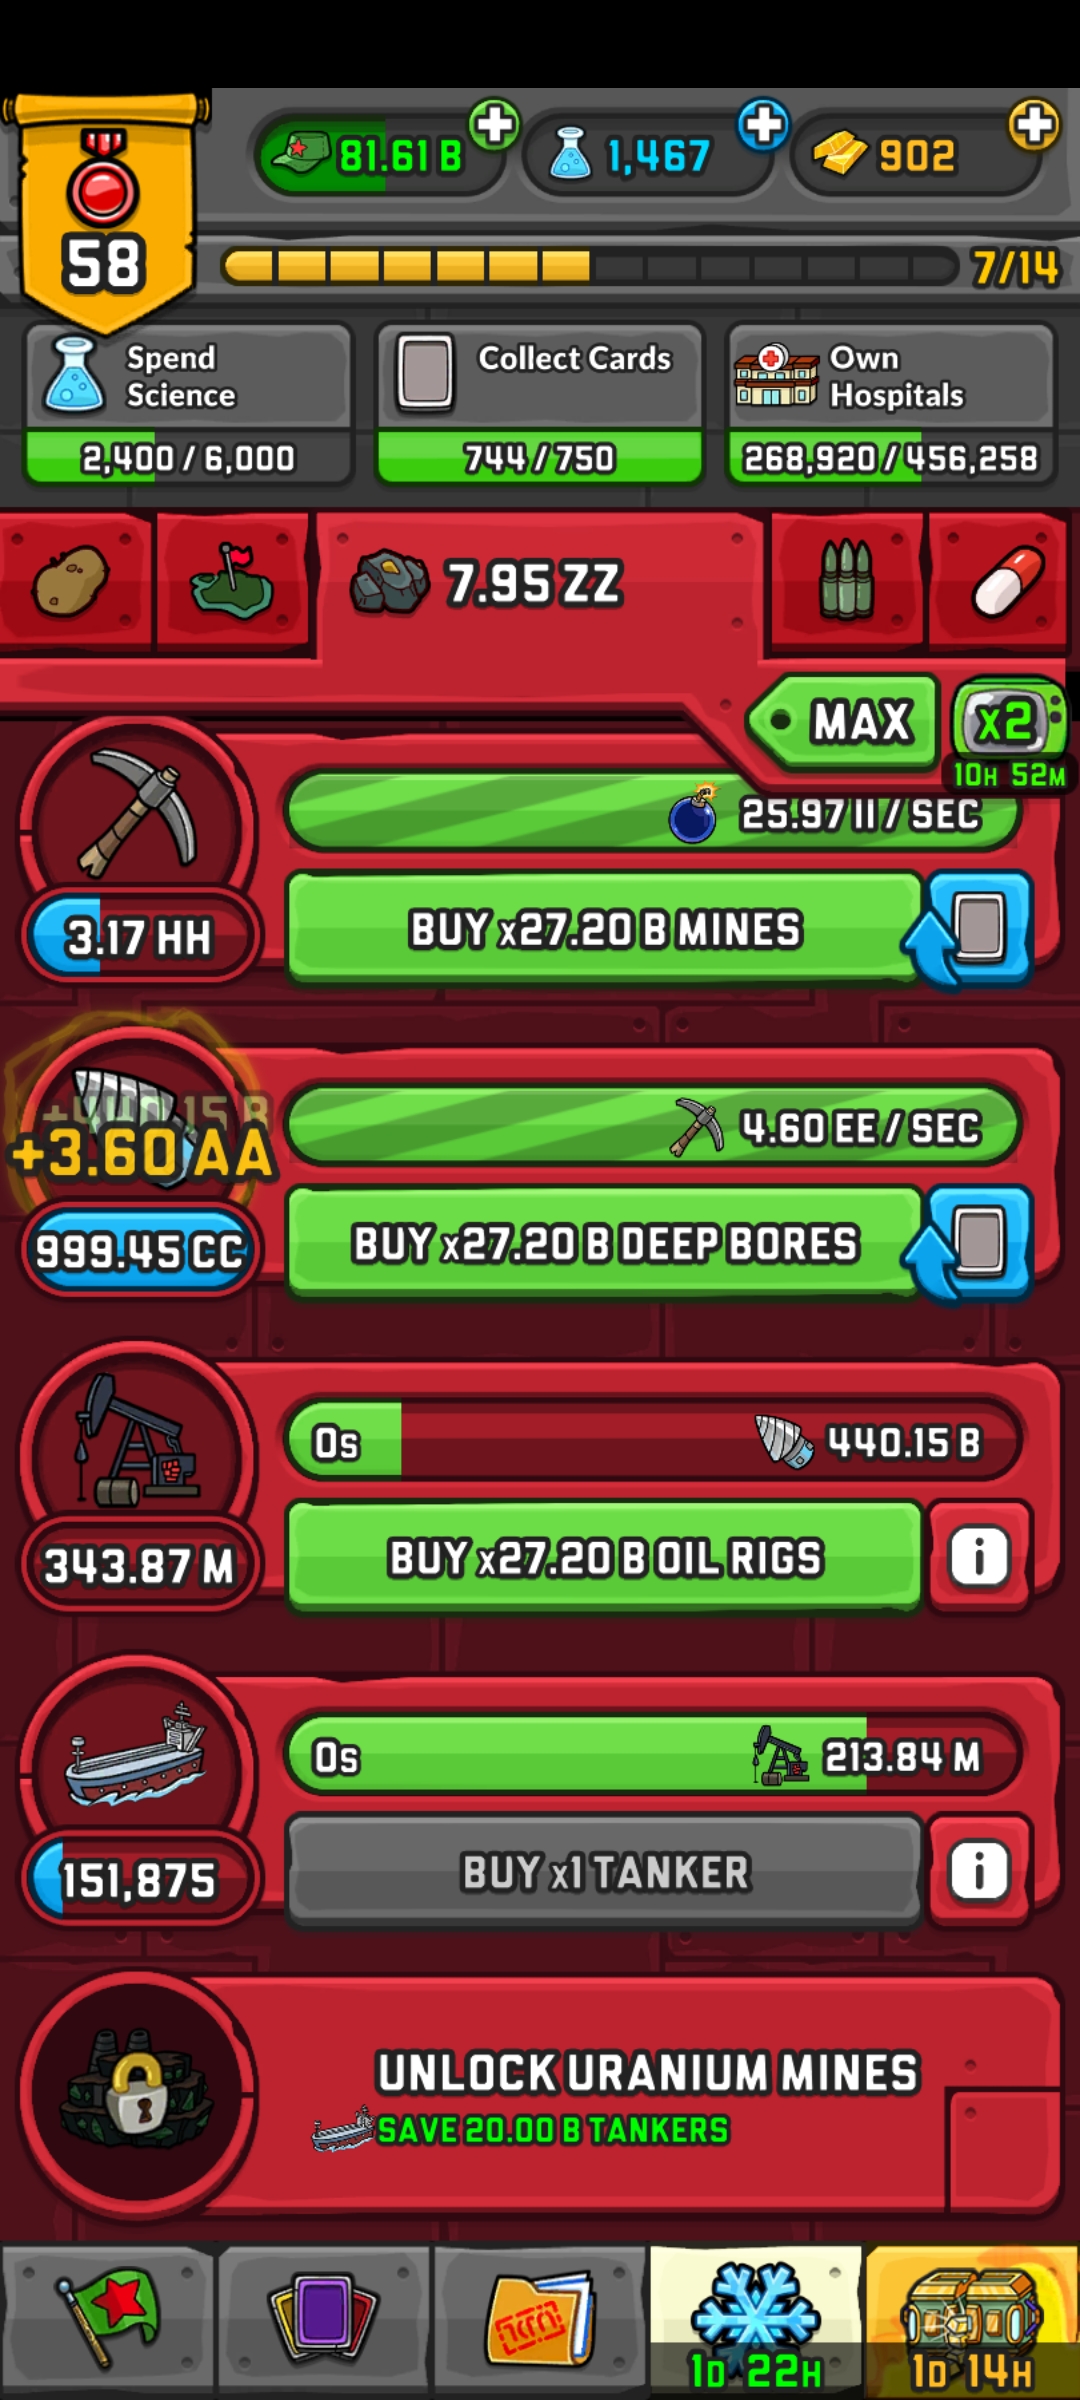 58
81.61 B
1,467
902
7/14
Spend
Science
2,400 / 6,000
Collect Cards
744 / 750
Own
Hospitals
268,920 / 456,258
7.95 ZZ
MAX
x2
10H 52M
25.97 II / SEC
3.17 HH
BUY x27.20 B MINES
+440.15 B
+3.60 AA
4.60 EE / SEC
999.45 CC
BUY x27.20 B DEEP BORES
0s
440.15 B
343.87 M
BUY x27.20 B OIL RIGS
i
0s
213.84 M
151,875
BUY x1 TANKER
i
UNLOCK URANIUM MINES
SAVE 20.00 B TANKERS
1D 22H
1D 14H